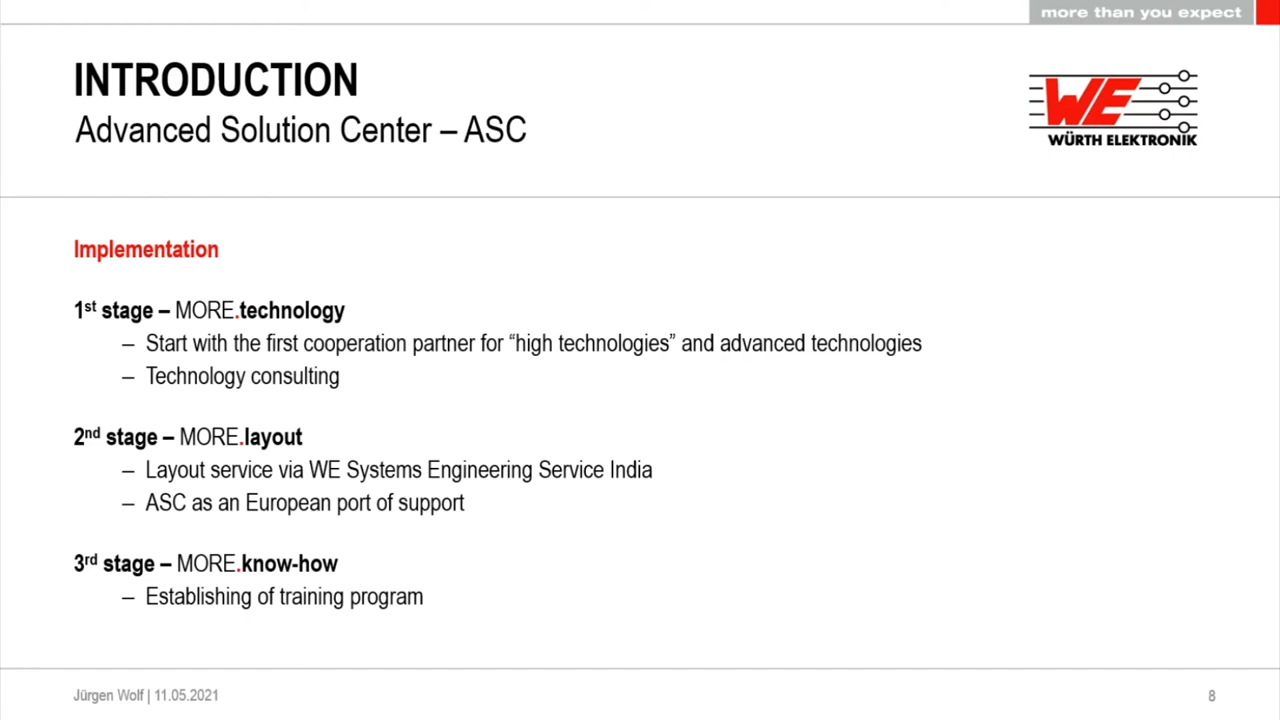 more than you expect
INTRODUCTION
Advanced Solution Center – ASC
WE
WÜRTH ELEKTRONIK
Implementation
1st stage – MORE.technology
– Start with the first cooperation partner for “high technologies” and advanced technologies
– Technology consulting
2nd stage – MORE.layout
– Layout service via WE Systems Engineering Service India
– ASC as an European port of support
3rd stage – MORE.know-how
– Establishing of training program
Jürgen Wolf | 11.05.2021
8